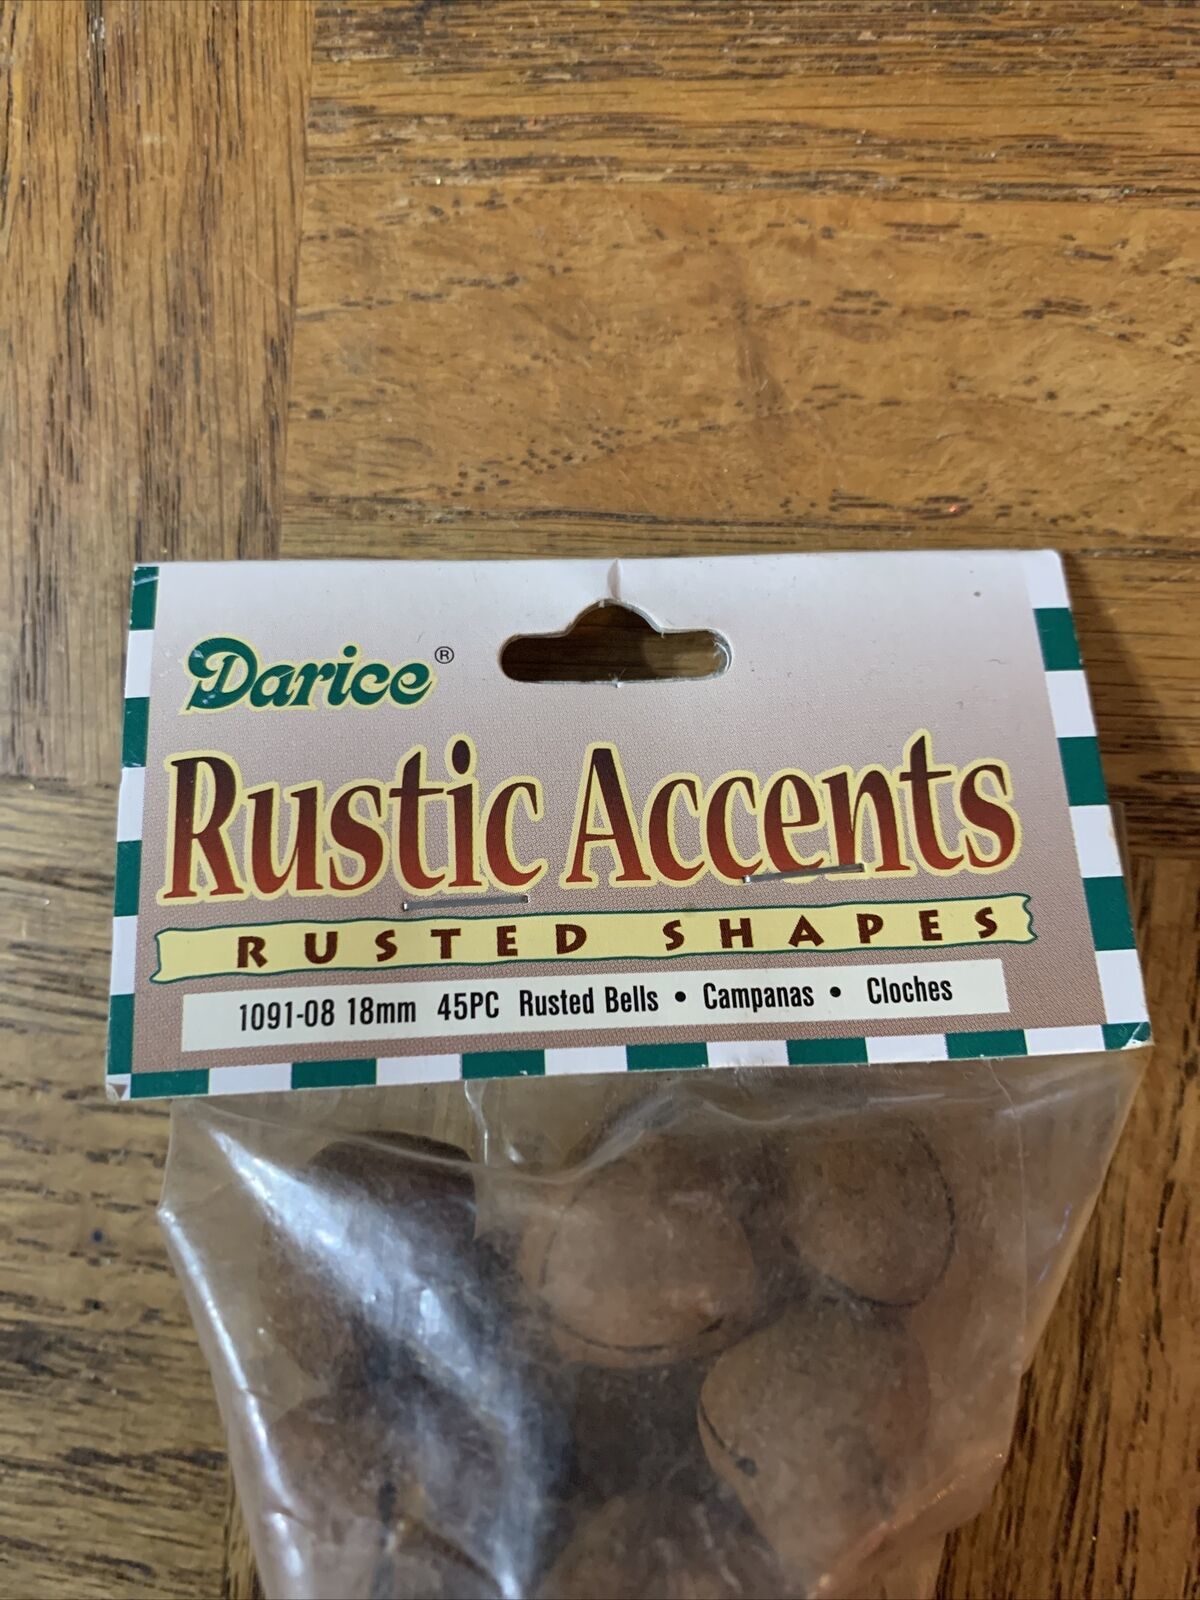 Darice®
Rustic Accents
RUSTED SHAPES
1091-08 18mm 45PC Rusted Bells • Campanas • Cloches